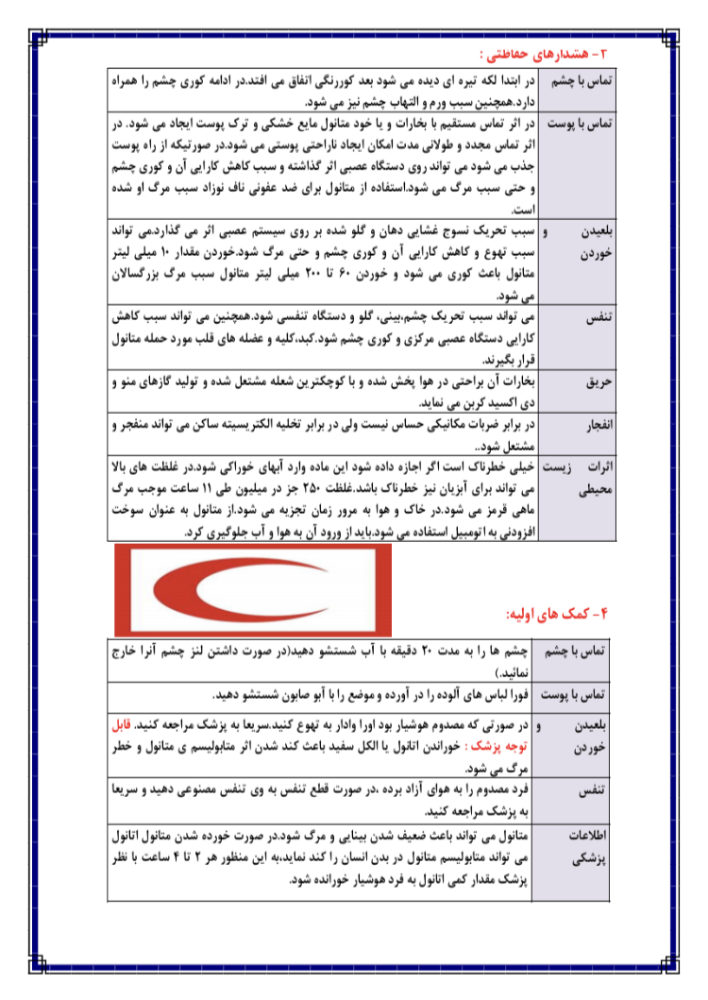 ۳- هشدارهای حفاظتی :
تماس با چشم
در ابتدا لکه تیره ای دیده می شود بعد کوررنگی اتفاق می افتد.در ادامه کوری چشم را همراه
دارد.همچنین سبب ورم و التهاب چشم نیز می شود.
تماس با پوست
در اثر تماس مستقیم با بخارات و یا خود متانول مایع خشکی و ترک پوست ایجاد می شود. در
اثر تماس مجدد و طولانی مدت امکان ایجاد ناراحتی پوستی می شود.در صورتیکه از راه پوست
جذب می شود می تواند روی دستگاه عصبی اثر گذاشته و سبب کاهش کارایی آن و کوری چشم
و حتی سبب مرگ می شود.استفاده از متانول برای ضد عفونی ناف نوزاد سبب مرگ او شده
است.
بلعیدن و
خوردن
سبب تحریک نسوج غشایی دهان و گلو شده بر روی سیستم عصبی اثر می گذارد.می تواند
سبب تهوع و کاهش کارایی آن و کوری چشم و حتی مرگ شود.خوردن مقدار ۱۰ میلی لیتر
متانول باعث کوری می شود و خوردن ۶۰ تا ۲۰۰ میلی لیتر متانول سبب مرگ بزرگسالان
می شود.
تنفس
می تواند سبب تحریک چشم،بینی، گلو و دستگاه تنفسی شود.همچنین می تواند سبب کاهش
کارایی دستگاه عصبی مرکزی و کوری چشم شود.کبد،کلیه و عضله های قلب مورد حمله متانول
قرار بگیرند.
حریق
بخارات آن براحتی در هوا پخش شده و با کوچکترین شعله مشتعل شده و تولید گازهای منو و
دی اکسید کربن می نماید.
انفجار
در برابر ضربات مکانیکی حساس نیست ولی در برابر تخلیه الکتریسیته ساکن می تواند منفجر و
مشتعل شود..
اثرات زیست
محیطی
خیلی خطرناک است اگر اجازه داده شود این ماده وارد آبهای خوراکی شود.در غلظت های بالا
می تواند برای آبزیان نیز خطرناک باشد.غلظت ۲۵۰ جز در میلیون طی ۱۱ ساعت موجب مرگ
ماهی قرمز می شود.در خاک و هوا به مرور زمان تجزیه می شود.از متانول به عنوان سوخت
افزودنی به اتومبیل استفاده می شود.باید از ورود آن به هوا و آب جلوگیری کرد.
۴- کمک های اولیه:
تماس با چشم
چشم ها را به مدت ۲۰ دقیقه با آب شستشو دهید(در صورت داشتن لنز چشم آنرا خارج
نمائید.)
تماس با پوست
فورا لباس های آلوده را در آورده و موضع را با آبو صابون شستشو دهید.
بلعیدن و
خوردن
در صورتی که مصدوم هوشیار بود اورا وادار به تهوع کنید.سریعا به پزشک مراجعه کنید. قابل
توجه پزشک : خوراندن اتانول یا الکل سفید باعث کند شدن اثر متابولیسم ی متانول و خطر
مرگ می شود.
تنفس
فرد مصدوم را به هوای آزاد برده ،در صورت قطع تنفس به وی تنفس مصنوعی دهید و سریعا
به پزشک مراجعه کنید.
اطلاعات
پزشکی
متانول می تواند باعث ضعیف شدن بینایی و مرگ شود.در صورت خورده شدن متانول اتانول
می تواند متابولیسم متانول در بدن انسان را کند نماید،به این منظور هر ۲ تا ۴ ساعت با نظر
پزشک مقدار کمی اتانول به فرد هوشیار خورانده شود.